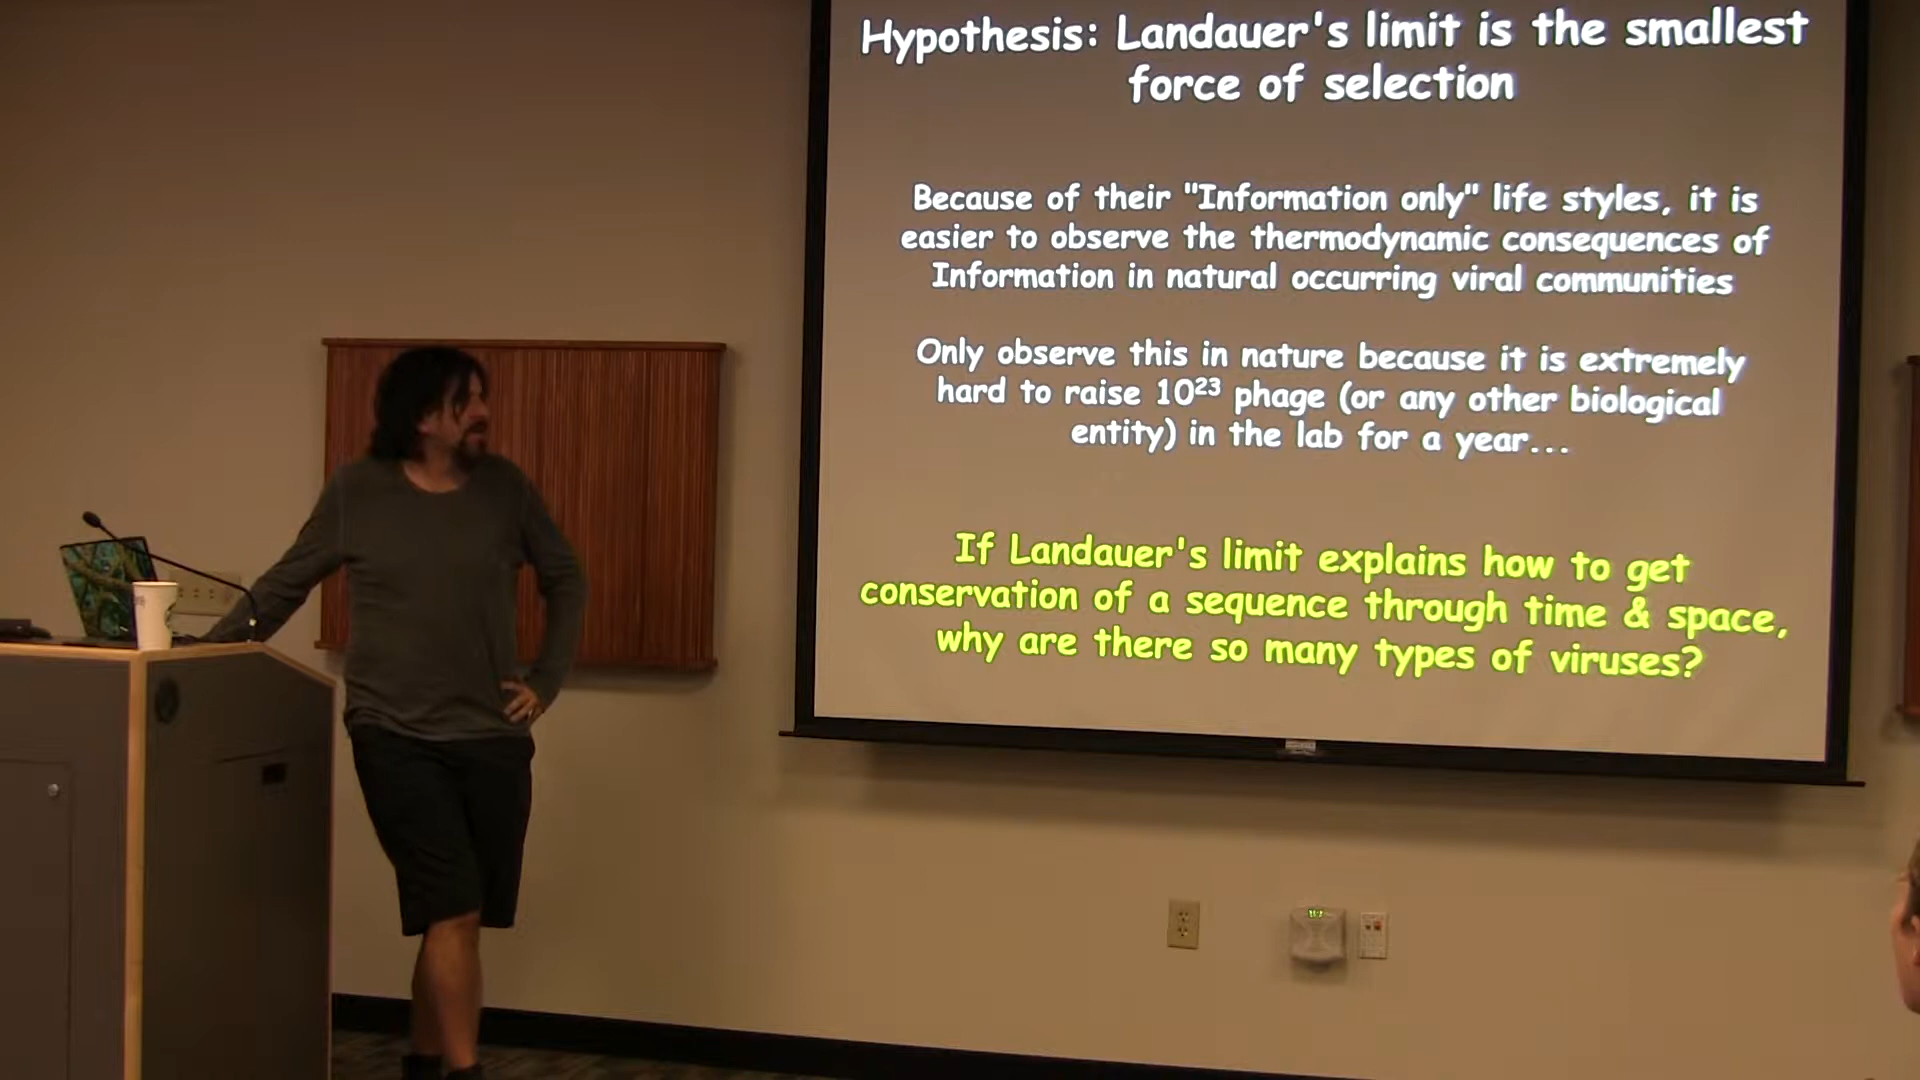 Hypothesis: Landauer's limit is the smallest
force of selection
Because of their "Information only" life styles, it is
easier to observe the thermodynamic consequences of
Information in natural occurring viral communities
Only observe this in nature because it is extremely
hard to raise 10²³ phage (or any other biological
entity) in the lab for a year...
If Landauer's limit explains how to get
conservation of a sequence through time & space,
why are there so many types of viruses?